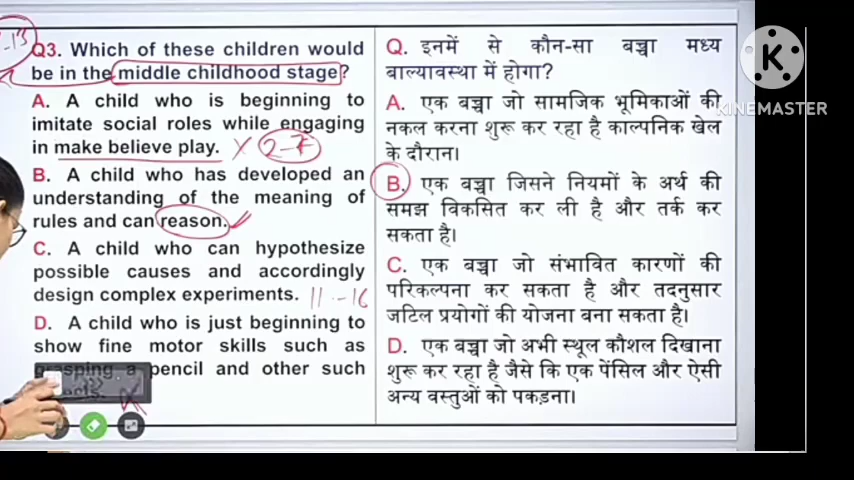 Q3. Which of these children would
be in the middle childhood stage?
A. A child who is beginning to
imitate social roles while engaging
in make believe play. X 2-7
B. A child who has developed an
understanding of the meaning of
rules and can reason.
C. A child who can hypothesize
possible causes and accordingly
design complex experiments. 11-16
D. A child who is just beginning to
show fine motor skills such as
grasping a pencil and other such
Q. इनमें से कौन-सा बच्चा मध्य
बाल्यावस्था में होगा?
A. एक बच्चा जो सामजिक भूमिकाओं की
नकल करना शुरू कर रहा है काल्पनिक खेल
के दौरान।
B. एक बच्चा जिसने नियमों के अर्थ की
समझ विकसित कर ली है और तर्क कर
सकता है।
C. एक बच्चा जो संभावित कारणों की
परिकल्पना कर सकता है और तदनुसार
जटिल प्रयोगों की योजना बना सकता है।
D. एक बच्चा जो अभी स्थूल कौशल दिखाना
शुरू कर रहा है जैसे कि एक पेंसिल और ऐसी
अन्य वस्तुओं को पकड़ना।
KINEMASTER